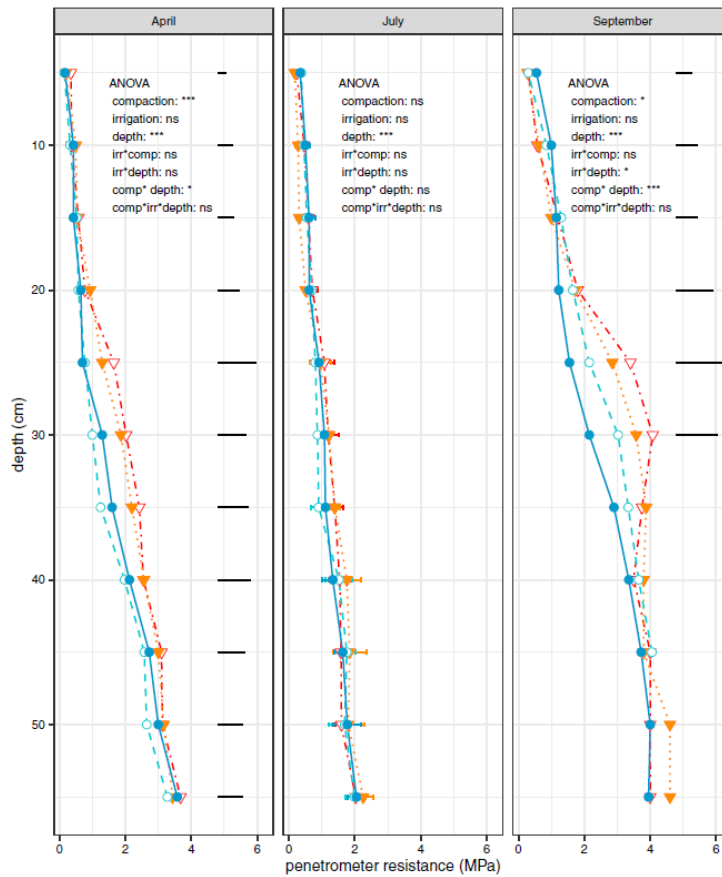 April
July
September
ANOVA
compaction: ***
irrigation: ns
depth: ***
irr*comp: ns
irr*depth: ns
comp* depth: *
comp*irr*depth: ns
ANOVA
compaction: ns
irrigation: ns
depth: ***
irr*comp: ns
irr*depth: ns
comp* depth: ns
comp*irr*depth: ns
ANOVA
compaction: *
irrigation: ns
depth: ***
irr*comp: ns
irr*depth: *
comp* depth: ***
comp*irr*depth: ns
depth (cm)
10
20
30
40
50
0 2 4 6
0 2 4 6
0 2 4 6
penetrometer resistance (MPa)